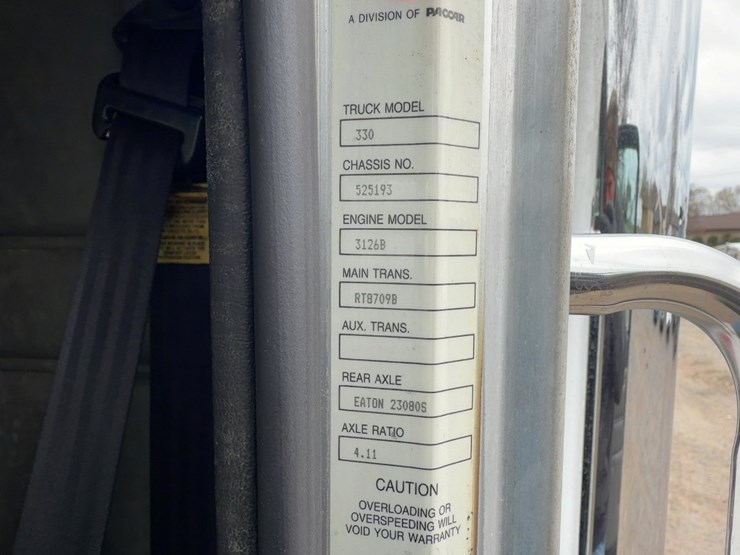 A DIVISION OF PACCAR
TRUCK MODEL
330
CHASSIS NO.
525193
ENGINE MODEL
3126B
MAIN TRANS.
RT8709B
AUX. TRANS.
REAR AXLE
EATON 23080S
AXLE RATIO
4.11
CAUTION
OVERLOADING OR
OVERSPEEDING WILL
VOID YOUR WARRANTY